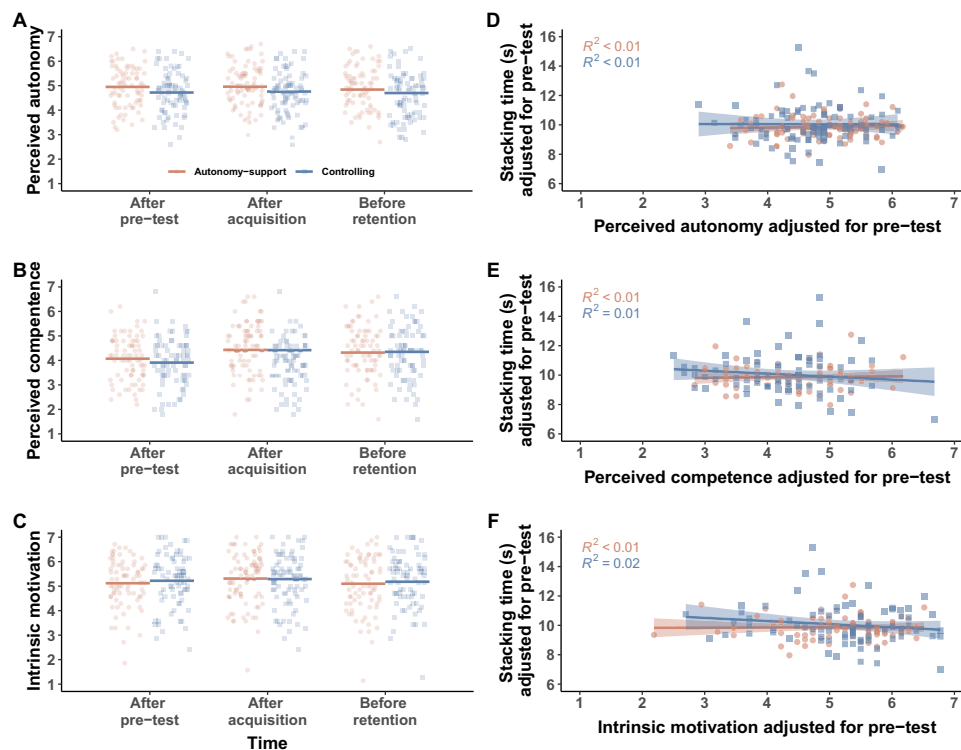 A
Perceived autonomy
7
6
5
4
3
2
1
Autonomy−support
Controlling
After
pre−test
After
acquisition
Before
retention
B
Perceived compentence
7
6
5
4
3
2
1
After
pre−test
After
acquisition
Before
retention
C
Intrinsic motivation
7
6
5
4
3
2
1
After
pre−test
After
acquisition
Before
retention
Time
D
Stacking time (s)
adjusted for pre−test
16
14
12
10
8
6
R² < 0.01
R² < 0.01
1 2 3 4 5 6 7
Perceived autonomy adjusted for pre−test
E
Stacking time (s)
adjusted for pre−test
16
14
12
10
8
6
R² < 0.01
R² = 0.01
1 2 3 4 5 6 7
Perceived competence adjusted for pre−test
F
Stacking time (s)
adjusted for pre−test
16
14
12
10
8
6
R² < 0.01
R² = 0.02
1 2 3 4 5 6 7
Intrinsic motivation adjusted for pre−test